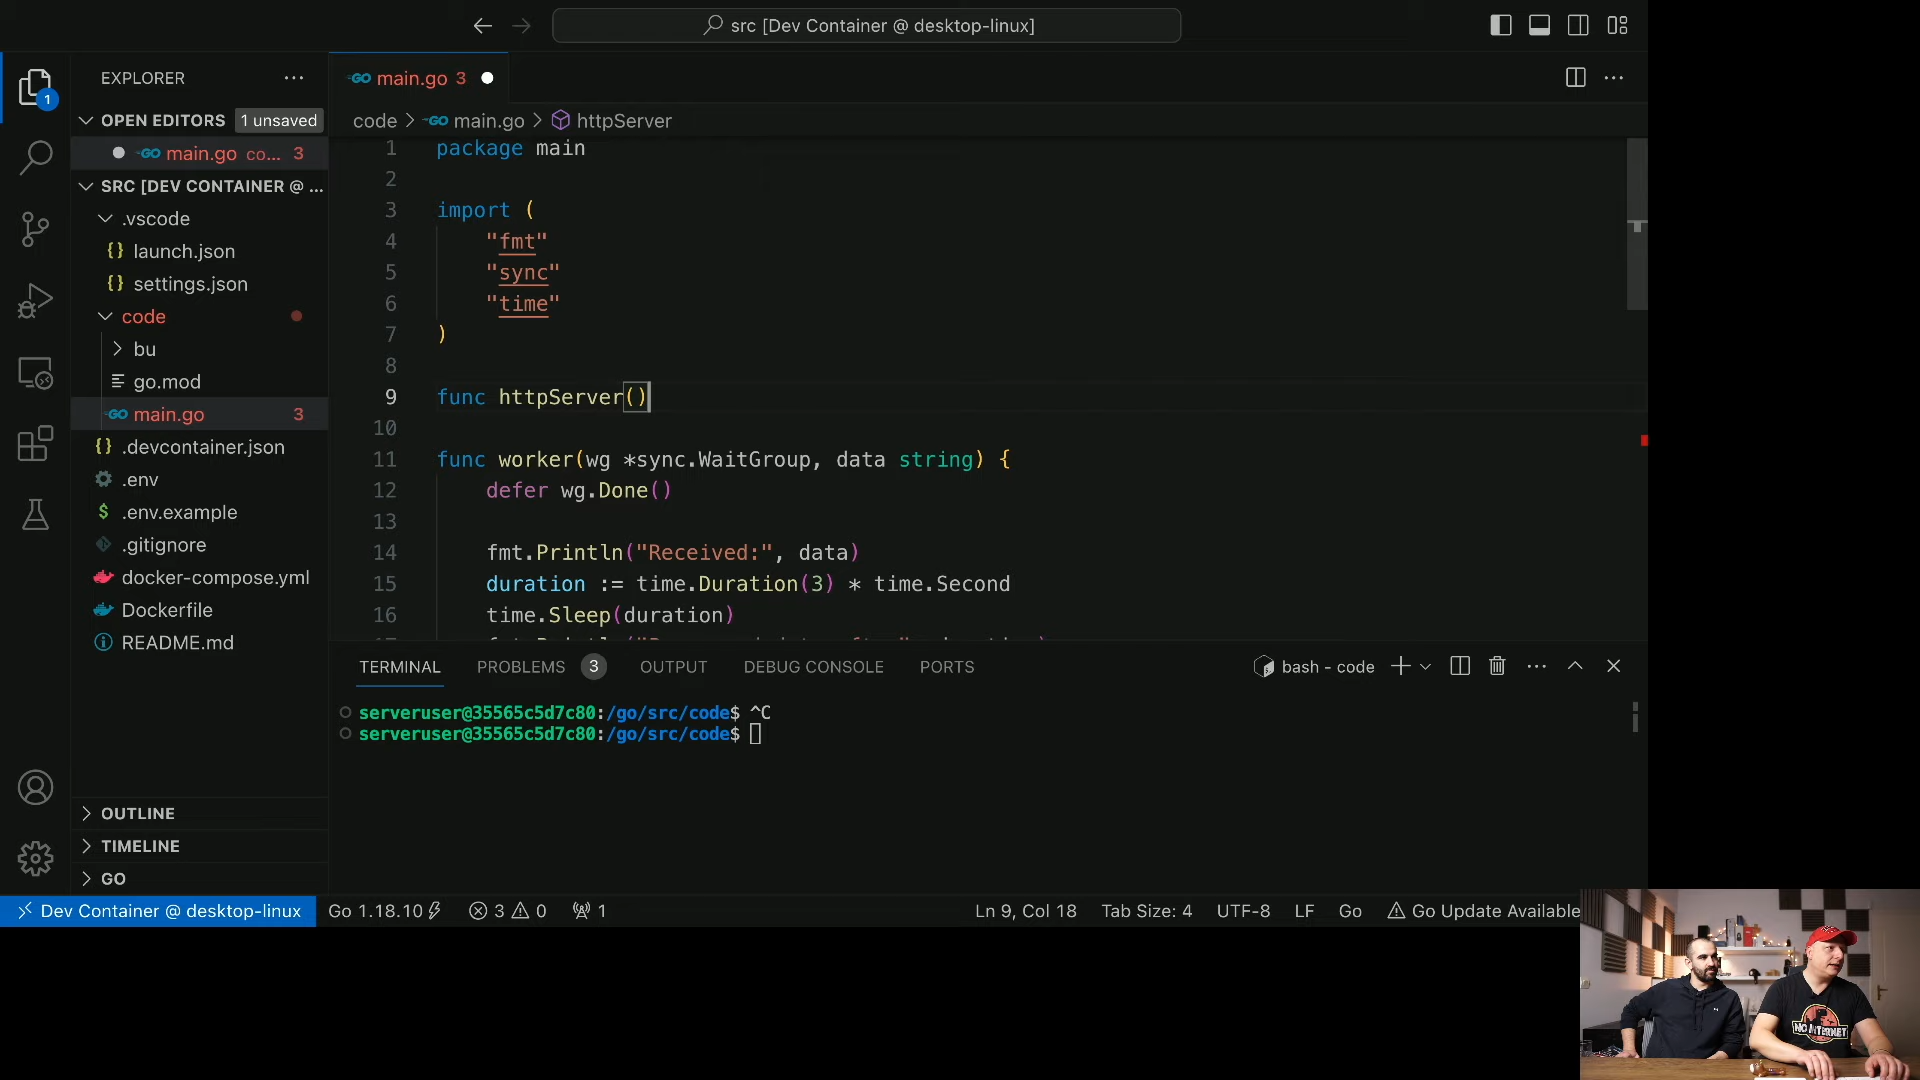 src [Dev Container @ desktop-linux]
EXPLORER
main.go 3
1
OPEN EDITORS 1 unsaved
code > main.go > httpServer
main.go co... 3
SRC [DEV CONTAINER @ ...
.vscode
launch.json
settings.json
code
bu
go.mod
main.go 3
.devcontainer.json
.env
.env.example
.gitignore
docker-compose.yml
Dockerfile
README.md
OUTLINE
TIMELINE
GO
1 package main
2
3 import (
4 "fmt"
5 "sync"
6 "time"
7 )
8
9 func httpServer()
10
11 func worker(wg *sync.WaitGroup, data string) {
12 defer wg.Done()
13
14 fmt.Println("Received:", data)
15 duration := time.Duration(3) * time.Second
16 time.Sleep(duration)
TERMINAL PROBLEMS 3 OUTPUT DEBUG CONSOLE PORTS bash - code
serveruser@35565c5d7c80:/go/src/code$ ^C
serveruser@35565c5d7c80:/go/src/code$
Dev Container @ desktop-linux Go 1.18.10 3 0 1 Ln 9, Col 18 Tab Size: 4 UTF-8 LF Go Go Update Available
NO INTERNET